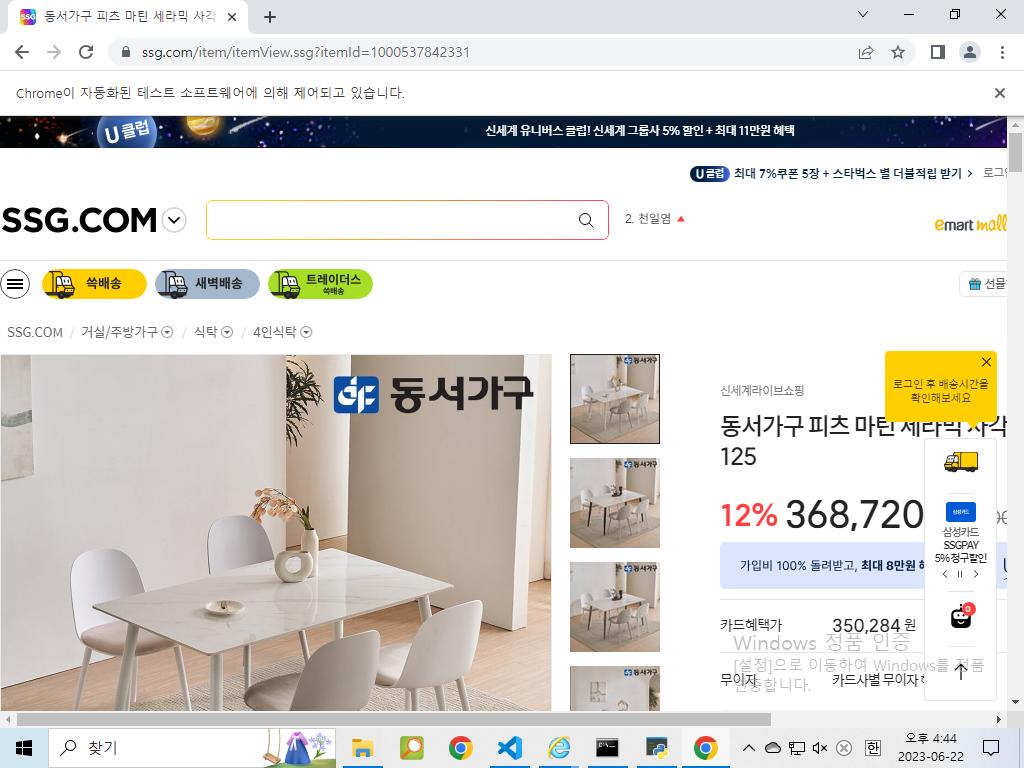 동서가구 피츠 마틴 세라믹 사각
ssg.com/item/itemView.ssg?itemId=1000537842331
Chrome이 자동화된 테스트 소프트웨어에 의해 제어되고 있습니다.
U클럽
신세계 유니버스 클럽! 신세계 그룹사 5% 할인 + 최대 11만원 혜택
U클럽 최대 7%쿠폰 5장 + 스타벅스 별 더블적립 받기 > 로그인
SSG.COM
2. 천일염
emart mall
쓱배송
새벽배송
트레이더스
쓱배송
선물
SSG.COM / 거실/주방가구 / 식탁 / 4인식탁
동서가구
로그인 후 배송시간을
확인해보세요
신세계라이브쇼핑
동서가구 피츠 마틴 세라믹 사각
125
12% 368,720
삼성카드
삼성카드
SSGPAY
5% 청구할인
가입비 100% 돌려받고, 최대 8만원
0
카드혜택가 350,284 원
무이자 카드사별 무이자
Windows 정품 인증
[설정]으로 이동하여 Windows를 정품
인증합니다.
찾기
한
오후 4:44
2023-06-22